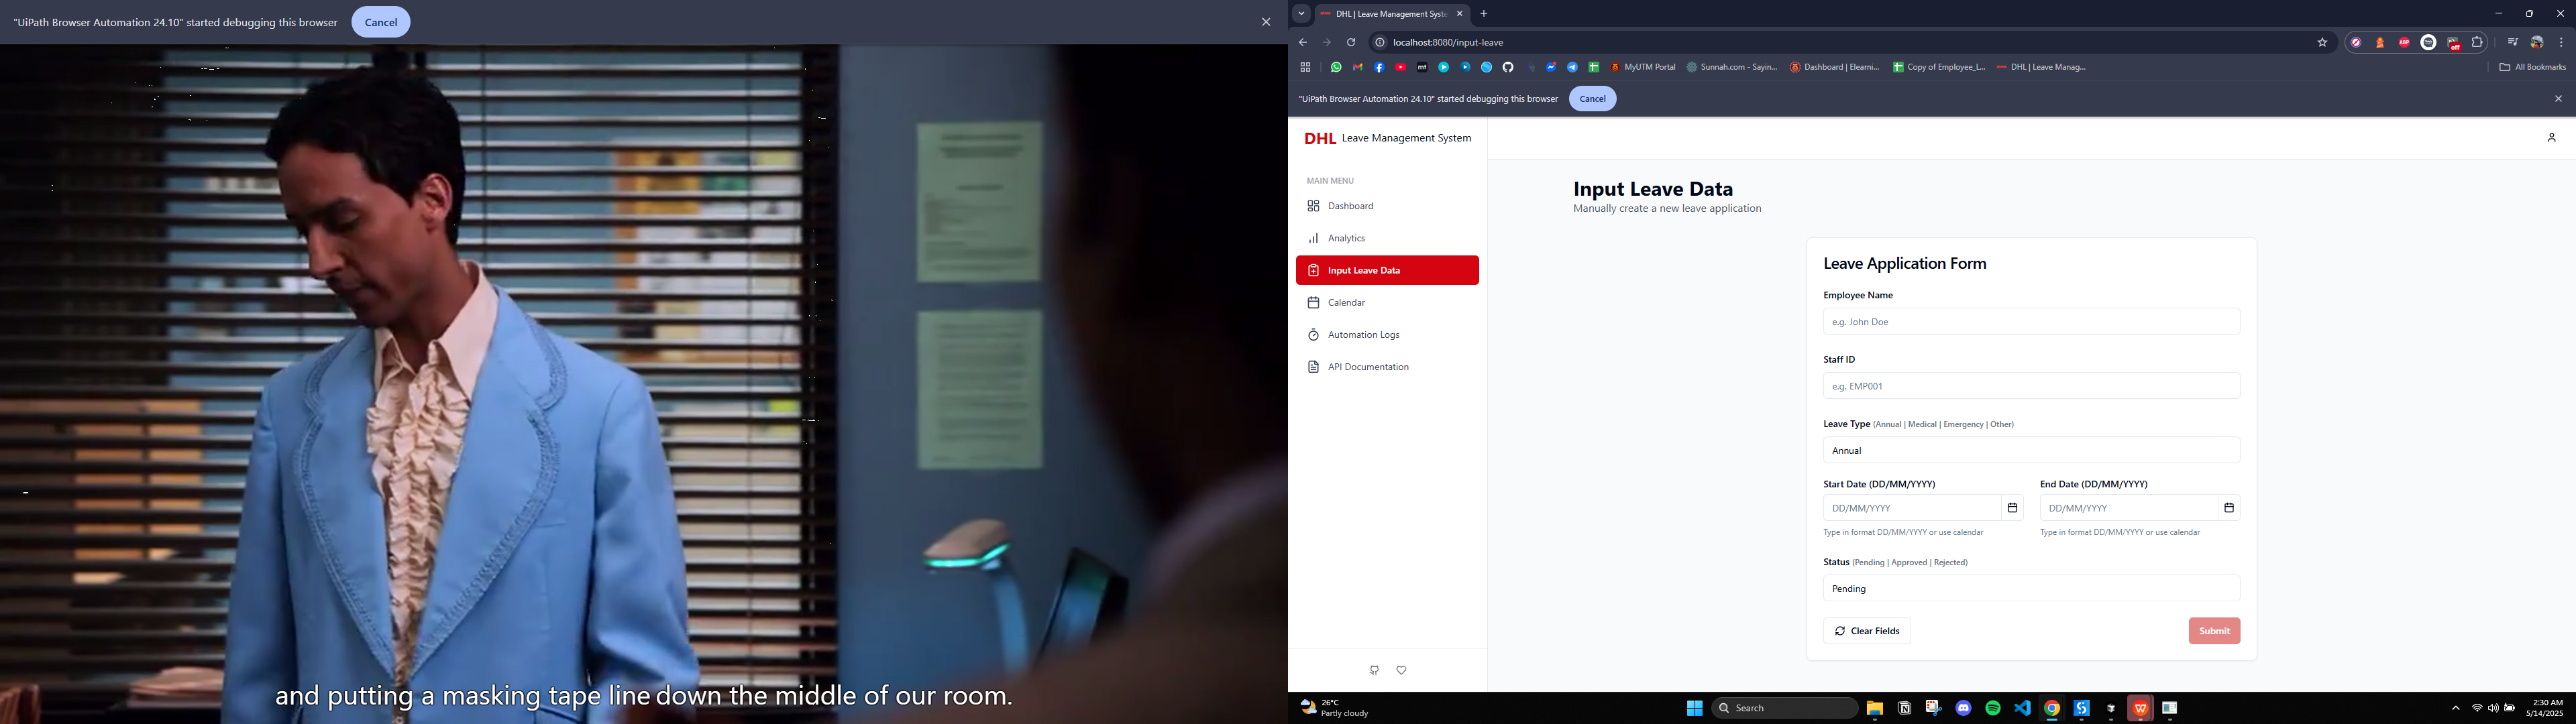 "UiPath Browser Automation 24.10" started debugging this browser
Cancel
and putting a masking tape line down the middle of our room.
DHL | Leave Management Syste
localhost:8080/input-leave
ABP
off
mt
MyUTM Portal
Sunnah.com - Sayin...
Dashboard | Elearni...
Copy of Employee_L...
DHL | Leave Manag...
All Bookmarks
"UiPath Browser Automation 24.10" started debugging this browser
Cancel
DHL Leave Management System
MAIN MENU
Dashboard
Analytics
Input Leave Data
Calendar
Automation Logs
API Documentation
Input Leave Data
Manually create a new leave application
Leave Application Form
Employee Name
e.g. John Doe
Staff ID
e.g. EMP001
Leave Type (Annual | Medical | Emergency | Other)
Annual
Start Date (DD/MM/YYYY)
End Date (DD/MM/YYYY)
DD/MM/YYYY
DD/MM/YYYY
Type in format DD/MM/YYYY or use calendar
Type in format DD/MM/YYYY or use calendar
Status (Pending | Approved | Rejected)
Pending
Clear Fields
Submit
26°C
Partly cloudy
Search
2:30 AM
5/14/2025